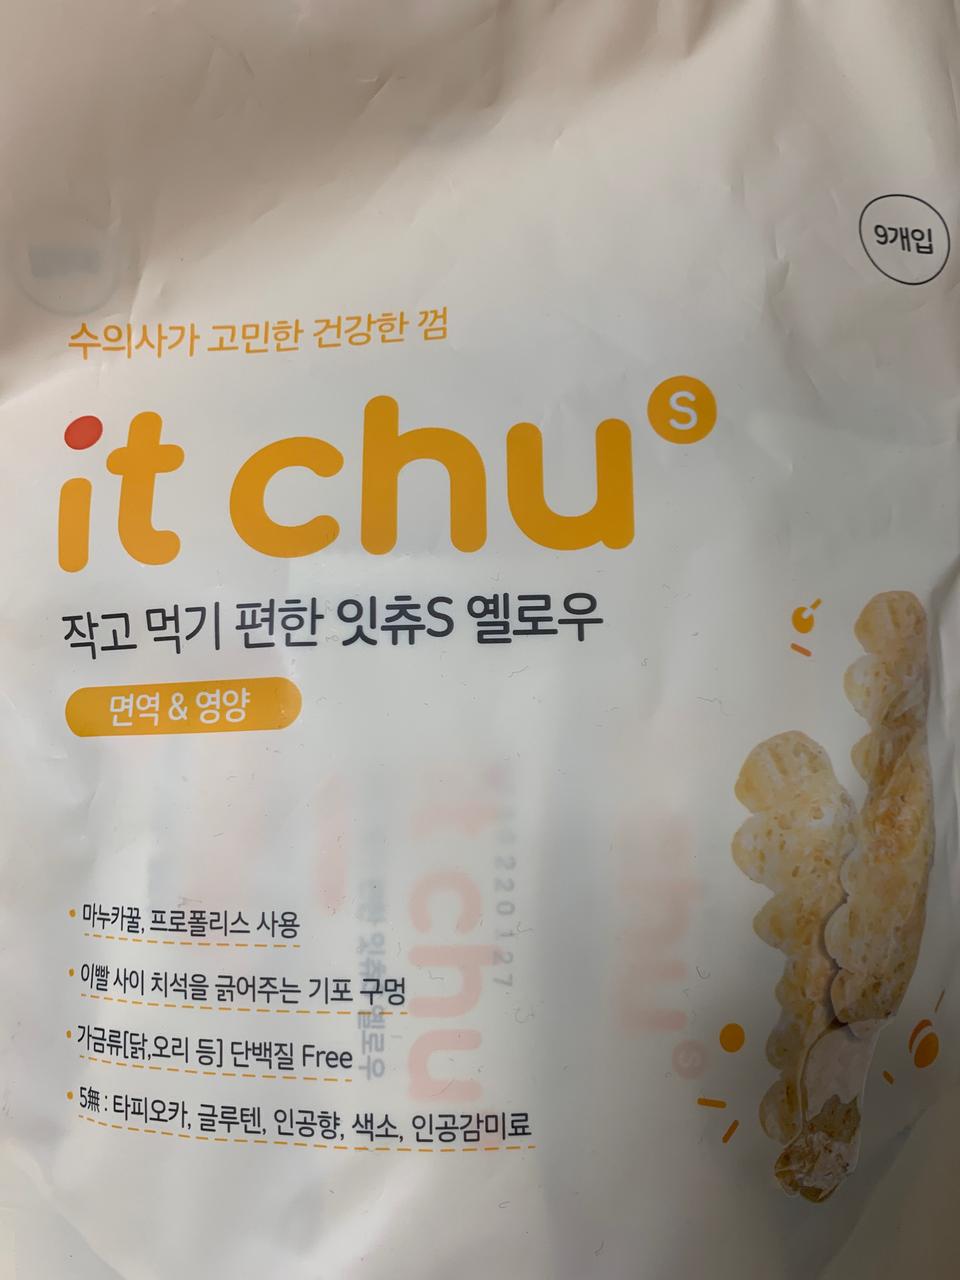 9개입
수의사가 고민한 건강한 껌
it chu S
작고 먹기 편한 잇츄S 옐로우
면역 & 영양
• 마누카꿀, 프로폴리스 사용
• 이빨 사이 치석을 긁어주는 기포 구멍
• 가금류[닭,오리 등] 단백질 Free
• 5無 : 타피오카, 글루텐, 인공향, 색소, 인공감미료